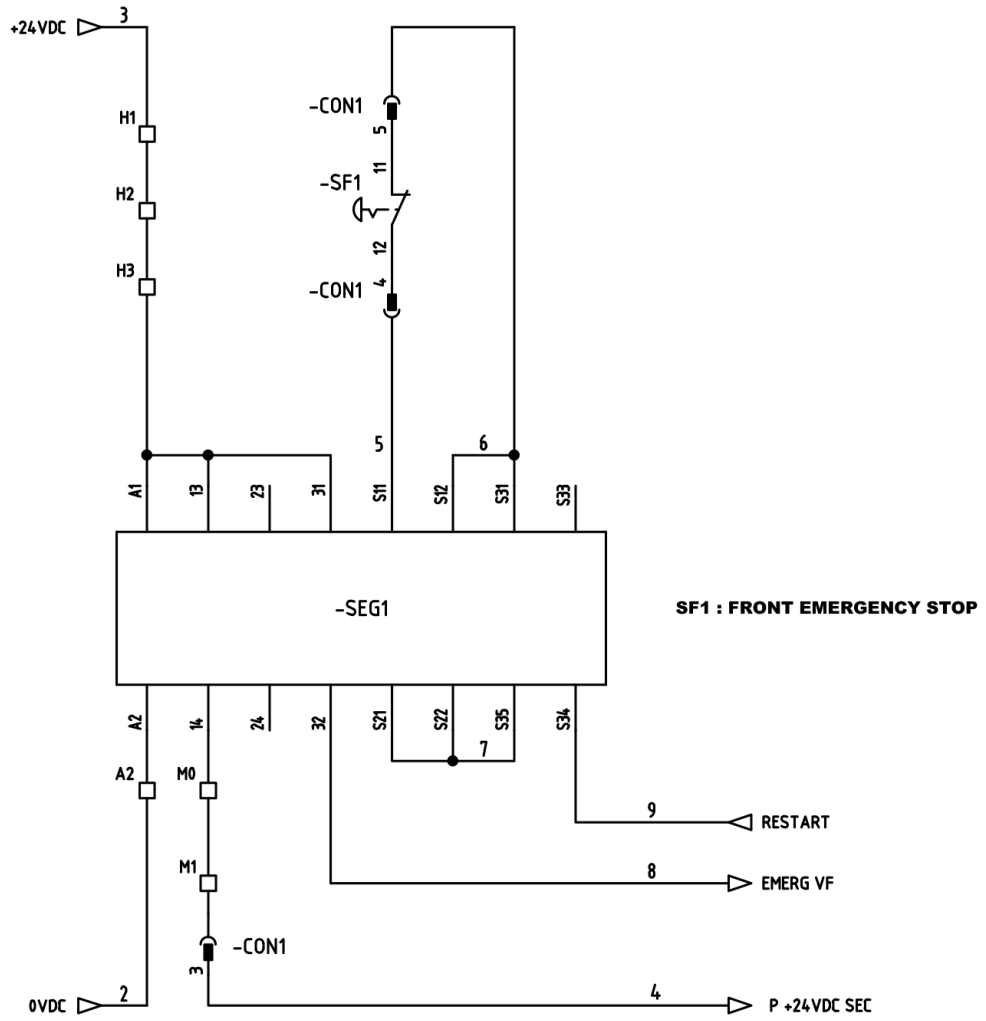 +24VDC 3
H1
H2
H3
-CON1
5
11
-SF1
12
4
-CON1
5
6
A1 13 23 31 S11 S12 S31 S33
-SEG1
SF1 : FRONT EMERGENCY STOP
A2 14 24 32 S21 S22 S35 S34
7
A2 M0
9 RESTART
M1
8 EMERG VF
-CON1
3
0VDC 2
4 P +24VDC SEC